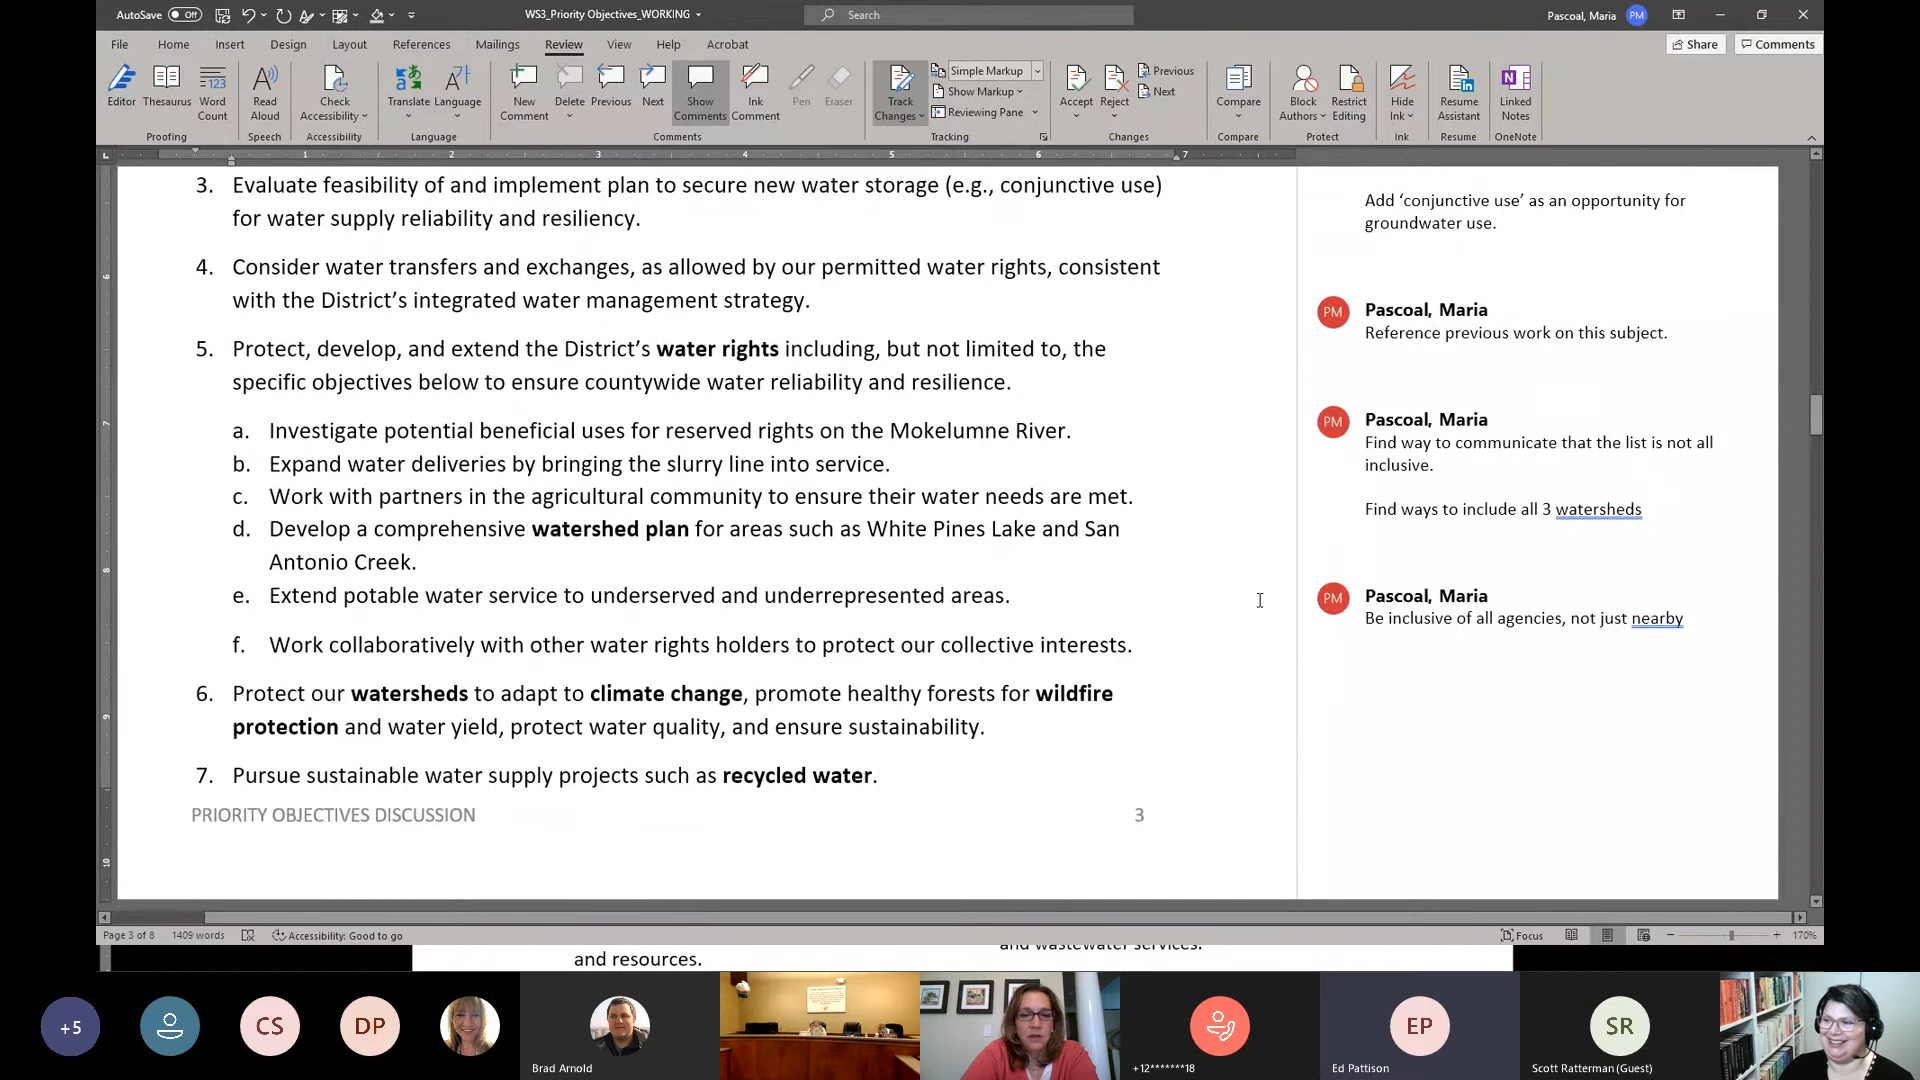 AutoSave Off
WS3_Priority Objectives_WORKING
Search
Pascoal, Maria PM
File Home Insert Design Layout References Mailings Review View Help Acrobat
Share Comments
Editor
Thesaurus
Word Count
Read Aloud
Check Accessibility
Translate
Language
New Comment
Delete
Previous
Next
Show Comments
Ink Comment
Pen
Eraser
Track Changes
Simple Markup
Show Markup
Reviewing Pane
Accept
Reject
Previous
Next
Compare
Block Authors
Restrict Editing
Hide Ink
Resume Assistant
Linked Notes
Proofing Speech Accessibility Language Comments Tracking Changes Compare Protect Ink Resume OneNote
1 2 3 4 5 6 7
3. Evaluate feasibility of and implement plan to secure new water storage (e.g., conjunctive use)
for water supply reliability and resiliency.
4. Consider water transfers and exchanges, as allowed by our permitted water rights, consistent
with the District's integrated water management strategy.
5. Protect, develop, and extend the District's water rights including, but not limited to, the
specific objectives below to ensure countywide water reliability and resilience.
a. Investigate potential beneficial uses for reserved rights on the Mokelumne River.
b. Expand water deliveries by bringing the slurry line into service.
c. Work with partners in the agricultural community to ensure their water needs are met.
d. Develop a comprehensive watershed plan for areas such as White Pines Lake and San
Antonio Creek.
e. Extend potable water service to underserved and underrepresented areas.
f. Work collaboratively with other water rights holders to protect our collective interests.
6. Protect our watersheds to adapt to climate change, promote healthy forests for wildfire
protection and water yield, protect water quality, and ensure sustainability.
7. Pursue sustainable water supply projects such as recycled water.
PRIORITY OBJECTIVES DISCUSSION 3
Add ‘conjunctive use’ as an opportunity for
groundwater use.
PM Pascoal, Maria
Reference previous work on this subject.
PM Pascoal, Maria
Find way to communicate that the list is not all
inclusive.
Find ways to include all 3 watersheds
PM Pascoal, Maria
Be inclusive of all agencies, not just nearby
Page 3 of 8 1409 words Accessibility: Good to go
Focus 170%
and wastewater services.
and resources.
+5
CS
DP
Brad Arnold
+12*******18
EP
Ed Pattison
SR
Scott Ratterman (Guest)